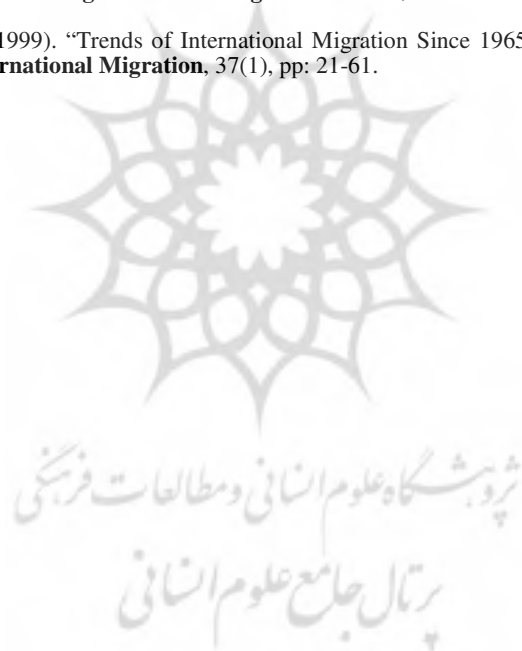 1999). “Trends of International Migration Since 1965
rnational Migration, 37(1), pp: 21-61.
پژوهشگاه علوم انسانی و مطالعات فرهنگی
پرتال جامع علوم انسانی